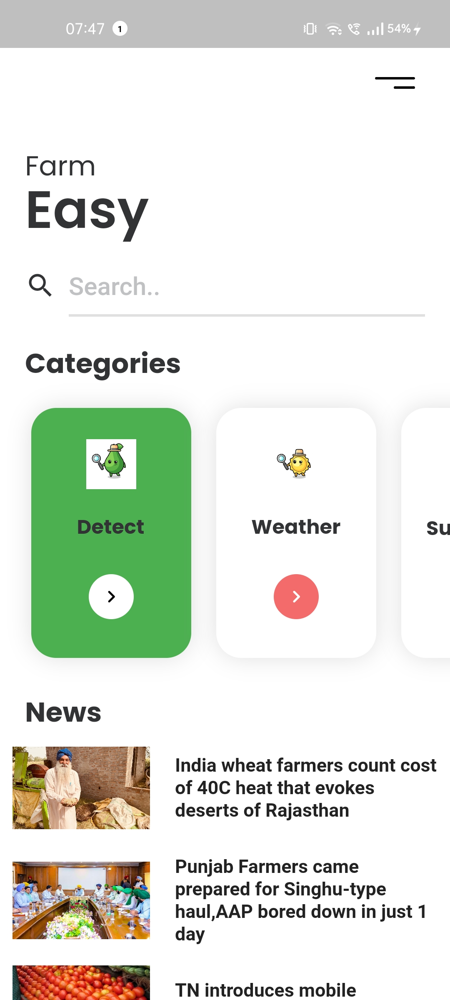 07:47 1 54%
Farm
Easy
Search..
Categories
Detect Weather
News
India wheat farmers count cost
of 40C heat that evokes
deserts of Rajasthan
Punjab Farmers came
prepared for Singhu-type
haul,AAP bored down in just 1
day
TN introduces mobile